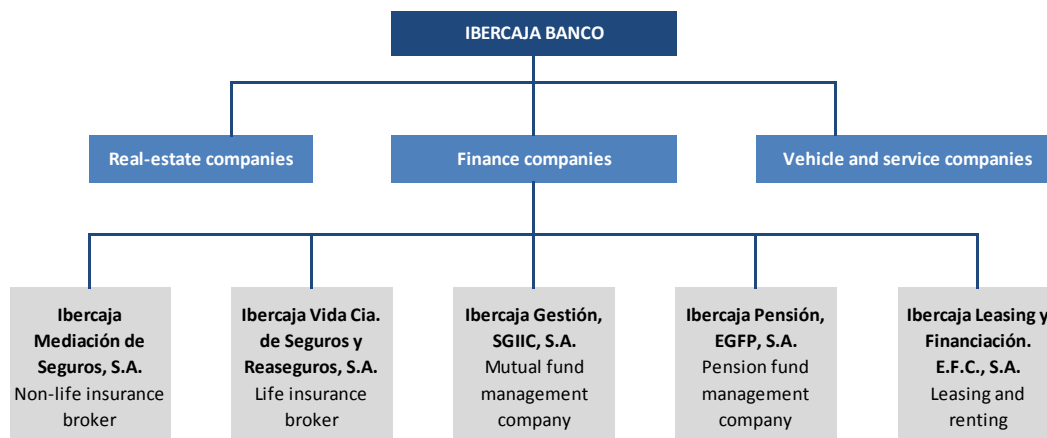 IBERCAJA BANCO
Real-estate companies
Finance companies
Vehicle and service companies
Ibercaja
Mediación de
Seguros, S.A.
Non-life insurance
broker
Ibercaja Vida Cia.
de Seguros y
Reaseguros, S.A.
Life insurance
broker
Ibercaja Gestión,
SGIIC, S.A.
Mutual fund
management
company
Ibercaja Pensión,
EGFP, S.A.
Pension fund
management
company
Ibercaja Leasing y
Financiación.
E.F.C., S.A.
Leasing and
renting